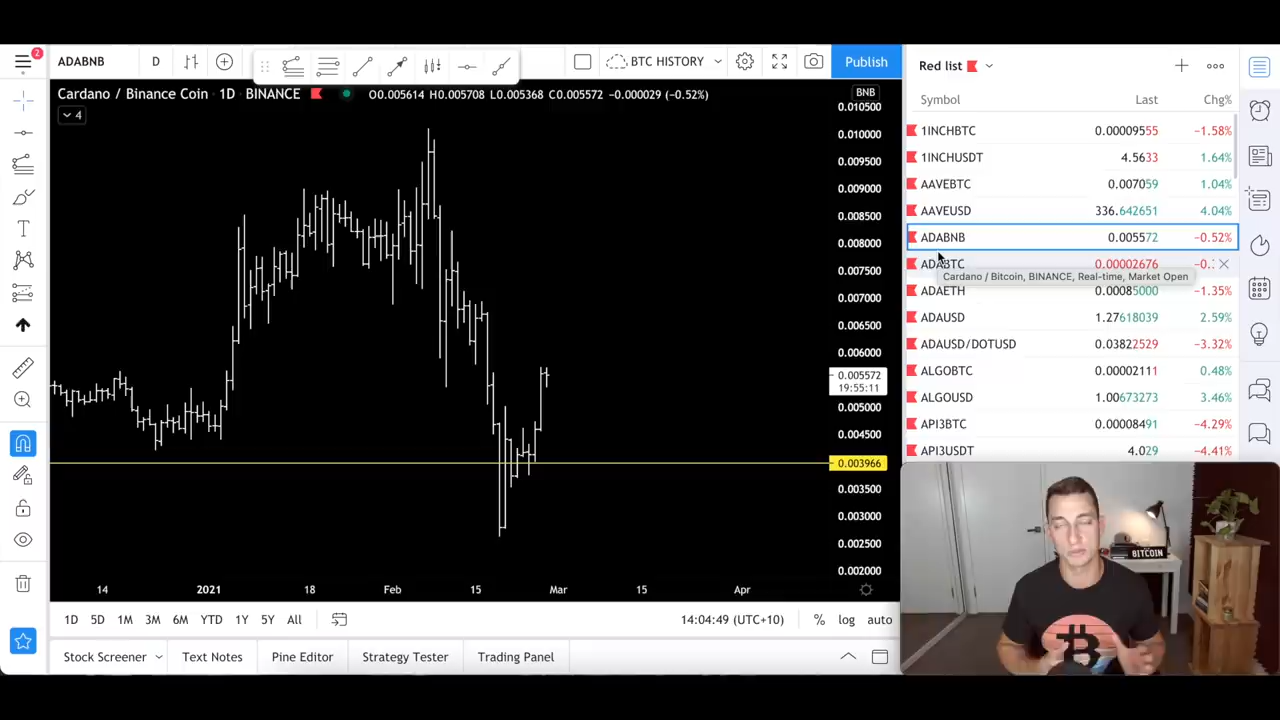 2
ADABNB
D
BTC HISTORY
Publish
Red list
Cardano / Binance Coin · 1D · BINANCE
O0.005614 H0.005708 L0.005368 C0.005572 −0.000029 (−0.52%)
BNB
4
Symbol Last Chg%
1INCHBTC 0.00009555 −1.58%
1INCHUSDT 4.5633 1.64%
AAVEBTC 0.007059 1.04%
AAVEUSD 336.642651 4.04%
ADABNB 0.005572 −0.52%
ADABTC 0.00002676 −0.
Cardano / Bitcoin, BINANCE, Real-time, Market Open
ADAETH 0.00085000 −1.35%
ADAUSD 1.27618039 2.59%
ADAUSD/DOTUSD 0.03822529 −3.32%
ALGOBTC 0.00002111 0.48%
ALGOUSD 1.00673273 3.46%
API3BTC 0.00008491 −4.29%
API3USDT 4.029 −4.41%
0.010500
0.010000
0.009500
0.009000
0.008500
0.008000
0.007500
0.007000
0.006500
0.006000
0.005572
19:55:11
0.005000
0.004500
0.003966
0.003500
0.003000
0.002500
0.002000
14 2021 18 Feb 15 Mar 15 Apr
1D 5D 1M 3M 6M YTD 1Y 5Y All
14:04:49 (UTC+10) % log auto
Stock Screener Text Notes Pine Editor Strategy Tester Trading Panel
BITCOIN